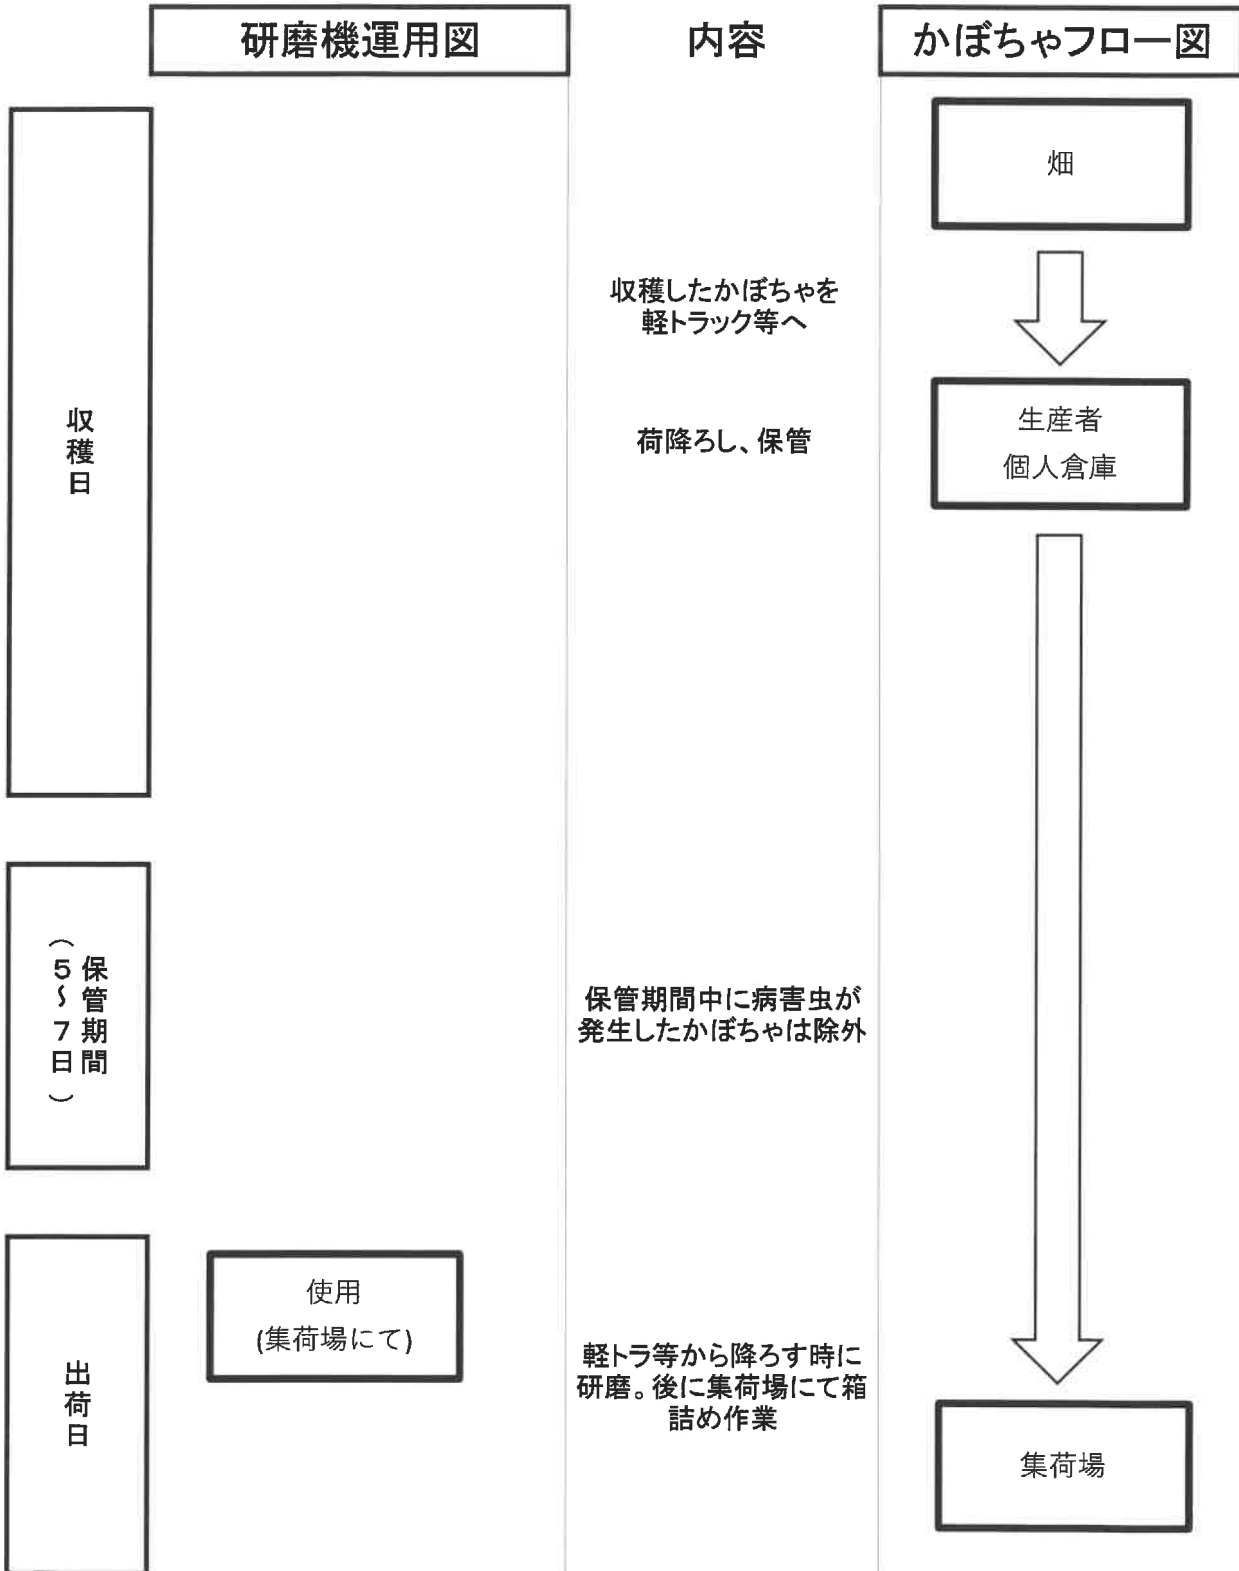 研磨機運用図
内容
かぼちゃフロー図
収穫日
畑
収穫したかぼちゃを
軽トラック等へ
荷降ろし、保管
生産者
個人倉庫
保管期間
（5～7日）
保管期間中に病害虫が
発生したかぼちゃは除外
出荷日
使用
(集荷場にて)
軽トラ等から降ろす時に
研磨。後に集荷場にて箱
詰め作業
集荷場